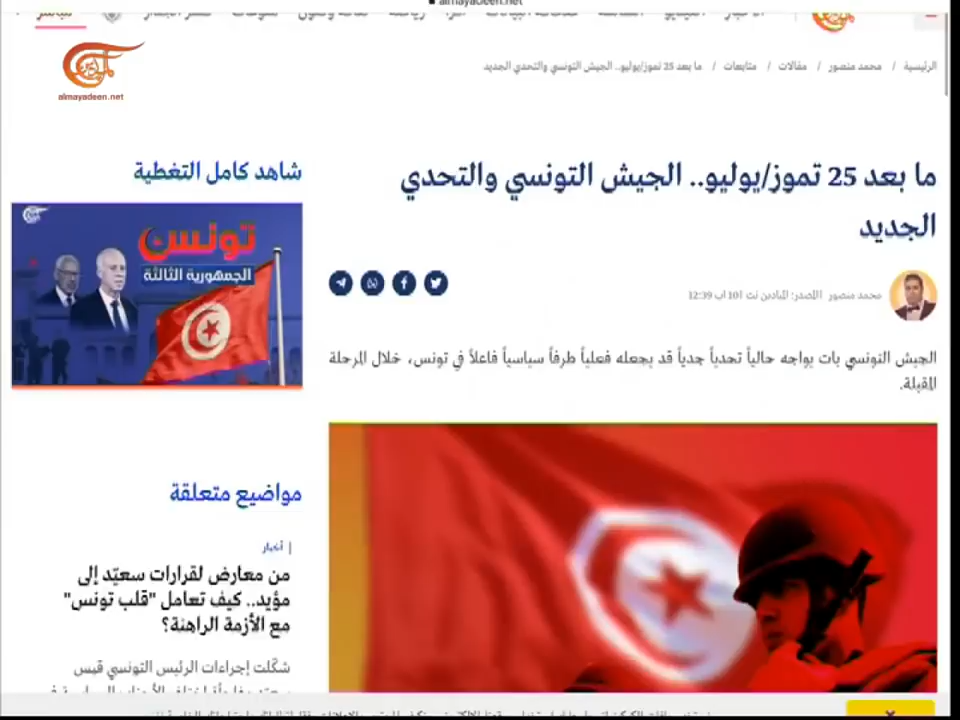 almayadeen.net
almayadeen.net
الرئيسية / محمد منصور / مقالات / متابعات / ما بعد 25 تموز/يوليو.. الجيش التونسي والتحدي الجديد
ما بعد 25 تموز/يوليو.. الجيش التونسي والتحدي
الجديد
محمد منصور المصدر: الميادين نت 10 آب 12:39
الجيش التونسي بات يواجه حالياً تحدياً جدياً قد يجعله فعلياً طرفاً سياسياً فاعلاً في تونس، خلال المرحلة
المقبلة.
شاهد كامل التغطية
تونس
الجمهورية الثالثة
مواضيع متعلقة
أخبار
من معارض لقرارات سعيّد إلى
مؤيد.. كيف تعامل "قلب تونس"
مع الأزمة الراهنة؟
شكّلت إجراءات الرئيس التونسي قيس